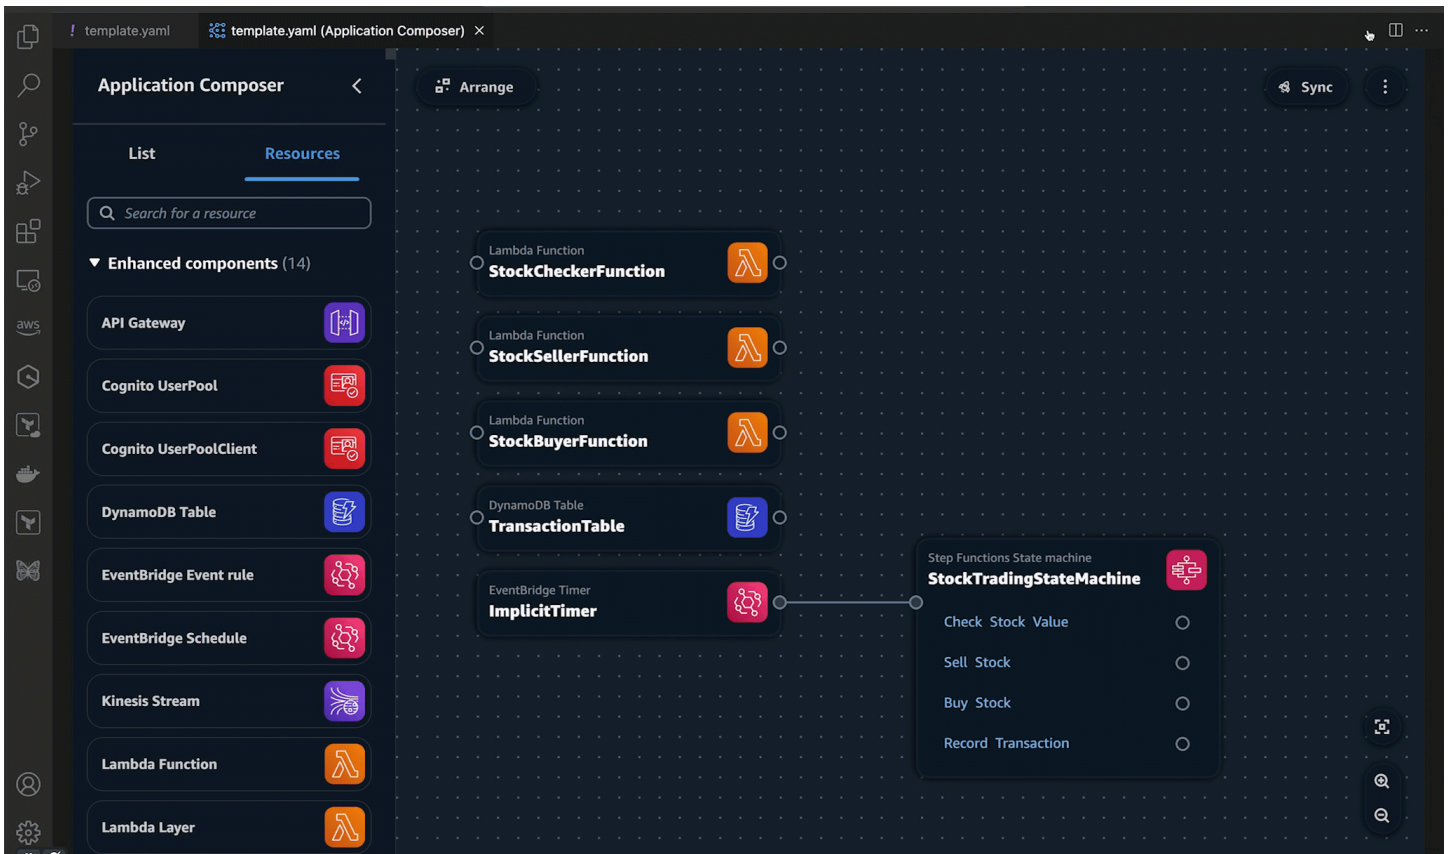 template.yaml
template.yaml (Application Composer)
Application Composer
Arrange
Sync
List
Resources
Search for a resource
Enhanced components (14)
API Gateway
Cognito UserPool
Cognito UserPoolClient
DynamoDB Table
EventBridge Event rule
EventBridge Schedule
Kinesis Stream
Lambda Function
Lambda Layer
aws
Lambda Function
StockCheckerFunction
Lambda Function
StockSellerFunction
Lambda Function
StockBuyerFunction
DynamoDB Table
TransactionTable
EventBridge Timer
ImplicitTimer
Step Functions State machine
StockTradingStateMachine
Check Stock Value
Sell Stock
Buy Stock
Record Transaction